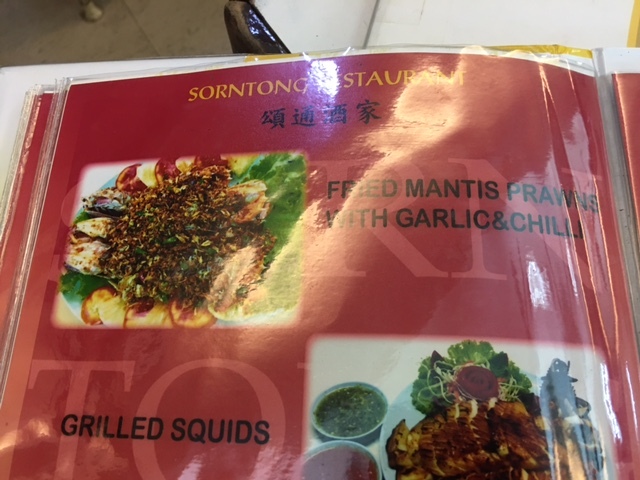 SORNTONG RESTAURANT
頌通酒家
FRIED MANTIS PRAWNS
WITH GARLIC&CHILLI
GRILLED SQUIDS